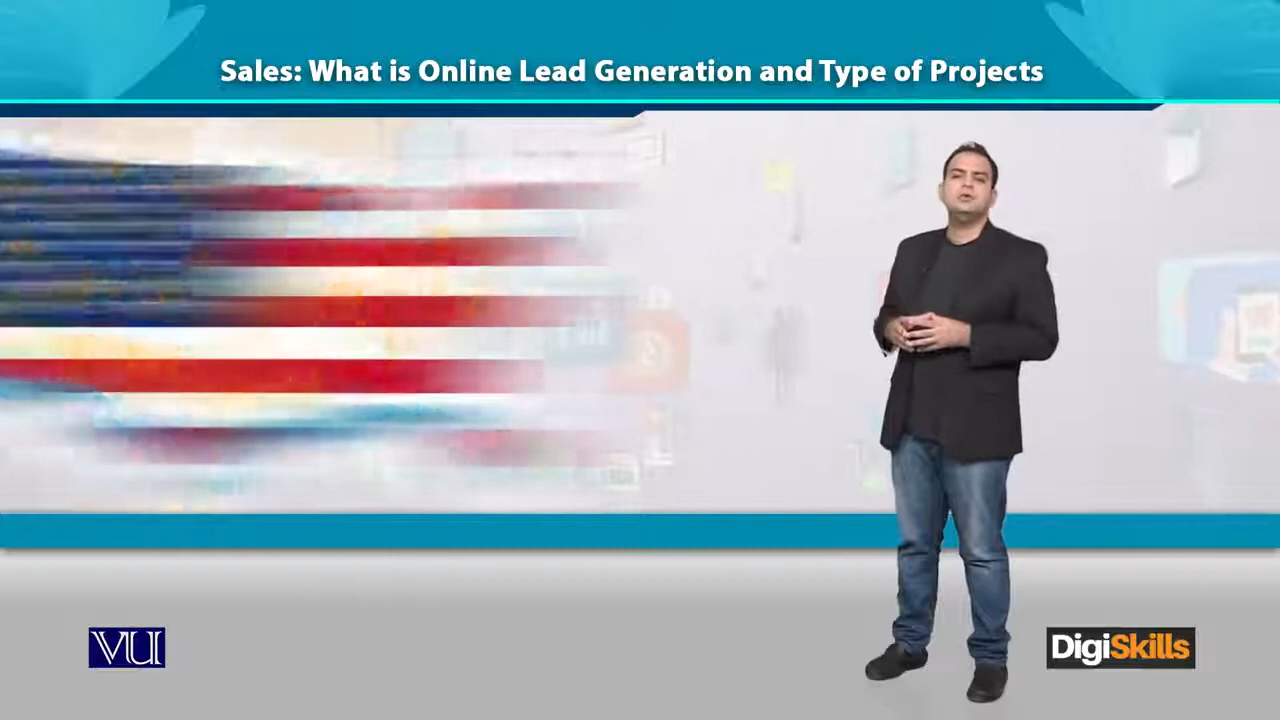 Sales: What is Online Lead Generation and Type of Projects
VU
DigiSkills